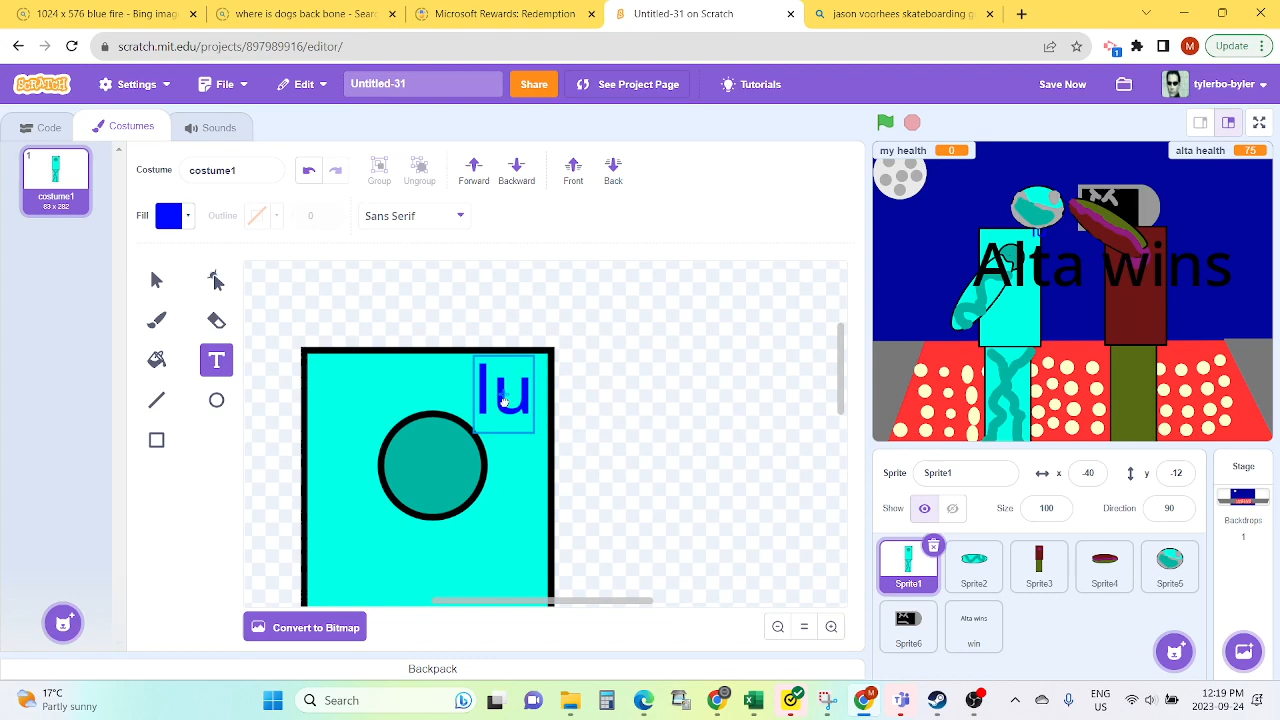 1024 x 576 blue fire - Bing imag
where is dogs back bone - Sear
Microsoft Rewards: Redemption
Untitled-31 on Scratch
jason vorhees skateboarding g
scratch.mit.edu/projects/897989916/editor/
M
Update
SCRATCH
Settings
File
Edit
Untitled-31
Share
See Project Page
Tutorials
Save Now
tylerbo-byler
Code
Costumes
Sounds
1
costume1
83 x 282
Costume
costume1
Group
Ungroup
Forward
Backward
Front
Back
Fill
Outline
0
Sans Serif
T
lu
Convert to Bitmap
Backpack
my health 0
alta health 75
Alta wins
Sprite
Sprite1
x
-40
y
-12
Show
Size
100
Direction
90
Stage
Backdrops
1
Sprite1
Sprite2
Sprite3
Sprite4
Sprite5
Sprite6
Alta wins
win
17°C
Partly sunny
Search
ENG
US
12:19 PM
2023-09-24